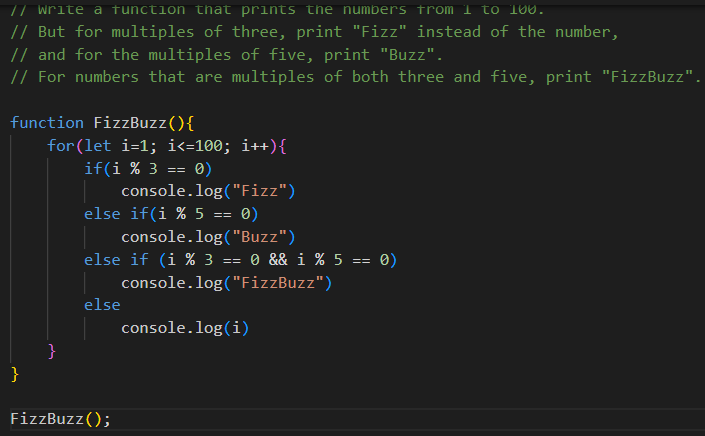 // Write a function that prints the numbers from 1 to 100.
// But for multiples of three, print "Fizz" instead of the number,
// and for the multiples of five, print "Buzz".
// For numbers that are multiples of both three and five, print "FizzBuzz".

function FizzBuzz(){
    for(let i=1; i<=100; i++){
        if(i % 3 == 0)
            console.log("Fizz")
        else if(i % 5 == 0)
            console.log("Buzz")
        else if (i % 3 == 0 && i % 5 == 0)
            console.log("FizzBuzz")
        else
            console.log(i)
    }
}

FizzBuzz();